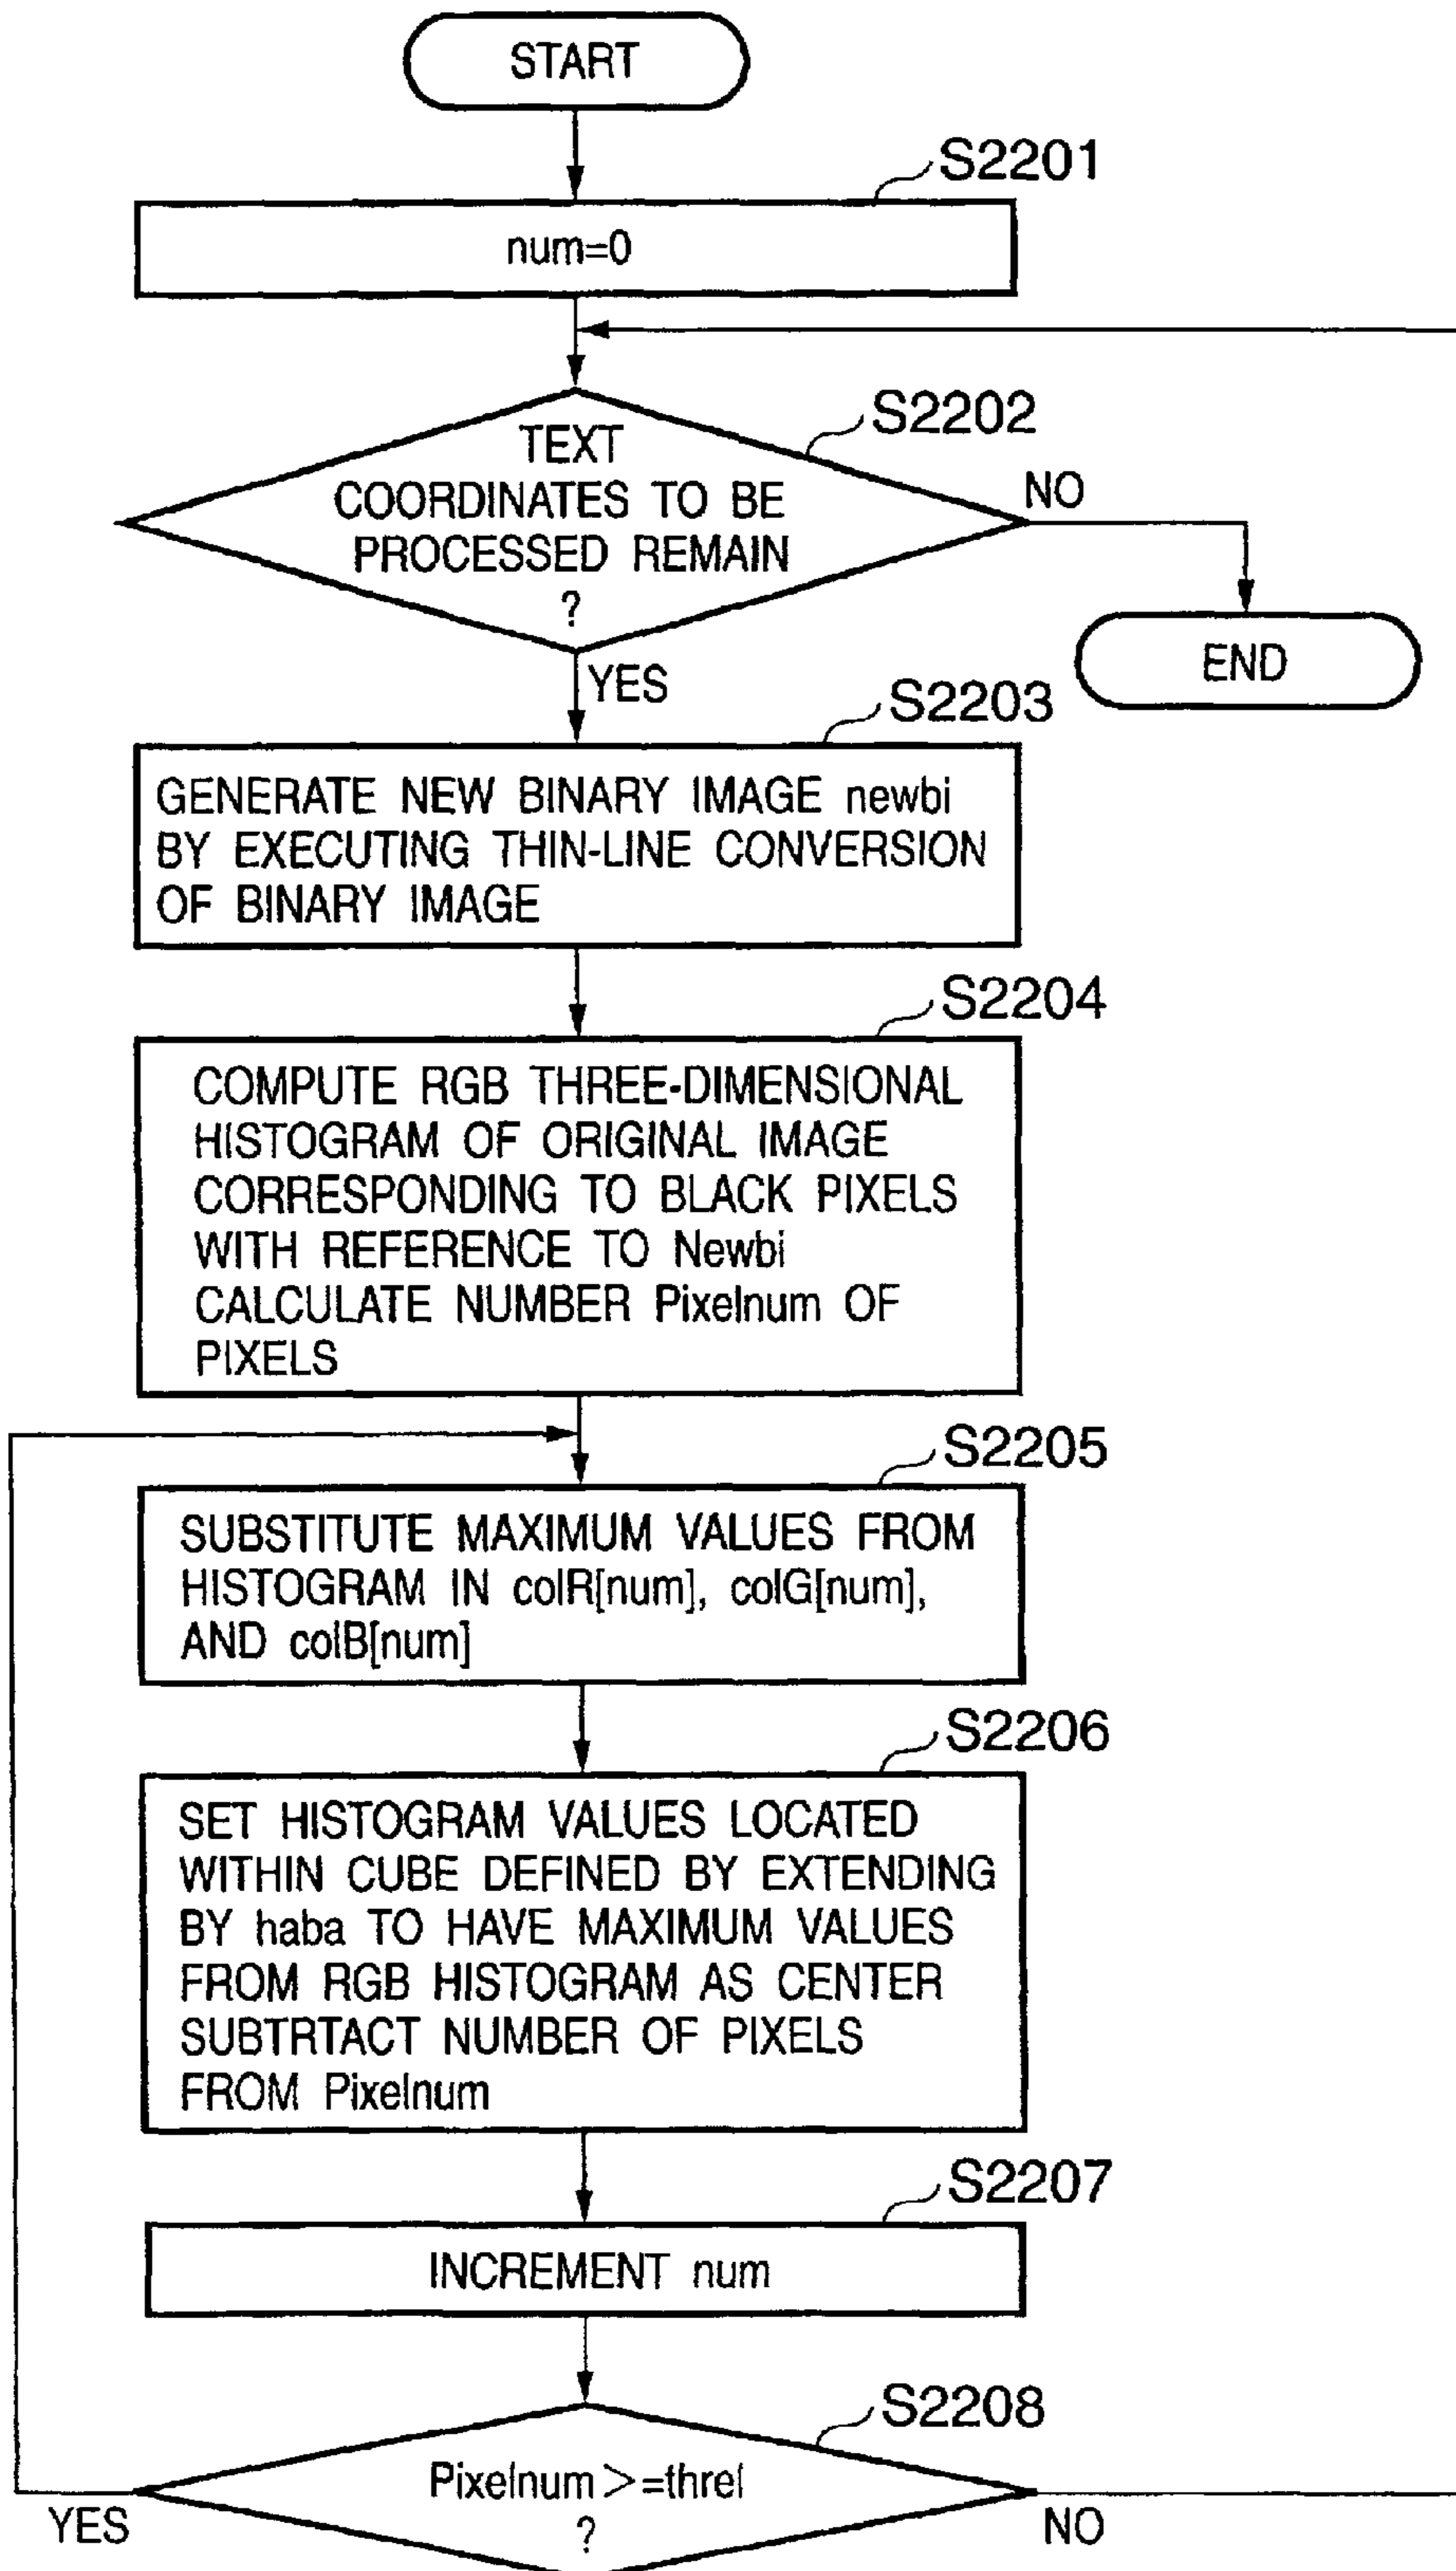 START
S2201
num=0
S2202
TEXT
COORDINATES TO BE
PROCESSED REMAIN
?
NO
END
YES
S2203
GENERATE NEW BINARY IMAGE newbi
BY EXECUTING THIN-LINE CONVERSION
OF BINARY IMAGE
S2204
COMPUTE RGB THREE-DIMENSIONAL
HISTOGRAM OF ORIGINAL IMAGE
CORRESPONDING TO BLACK PIXELS
WITH REFERENCE TO Newbi
CALCULATE NUMBER Pixelnum OF
PIXELS
S2205
SUBSTITUTE MAXIMUM VALUES FROM
HISTOGRAM IN colR[num], colG[num],
AND colB[num]
S2206
SET HISTOGRAM VALUES LOCATED
WITHIN CUBE DEFINED BY EXTENDING
BY haba TO HAVE MAXIMUM VALUES
FROM RGB HISTOGRAM AS CENTER
SUBTRTACT NUMBER OF PIXELS
FROM Pixelnum
S2207
INCREMENT num
S2208
Pixelnum>=threl
?
YES
NO